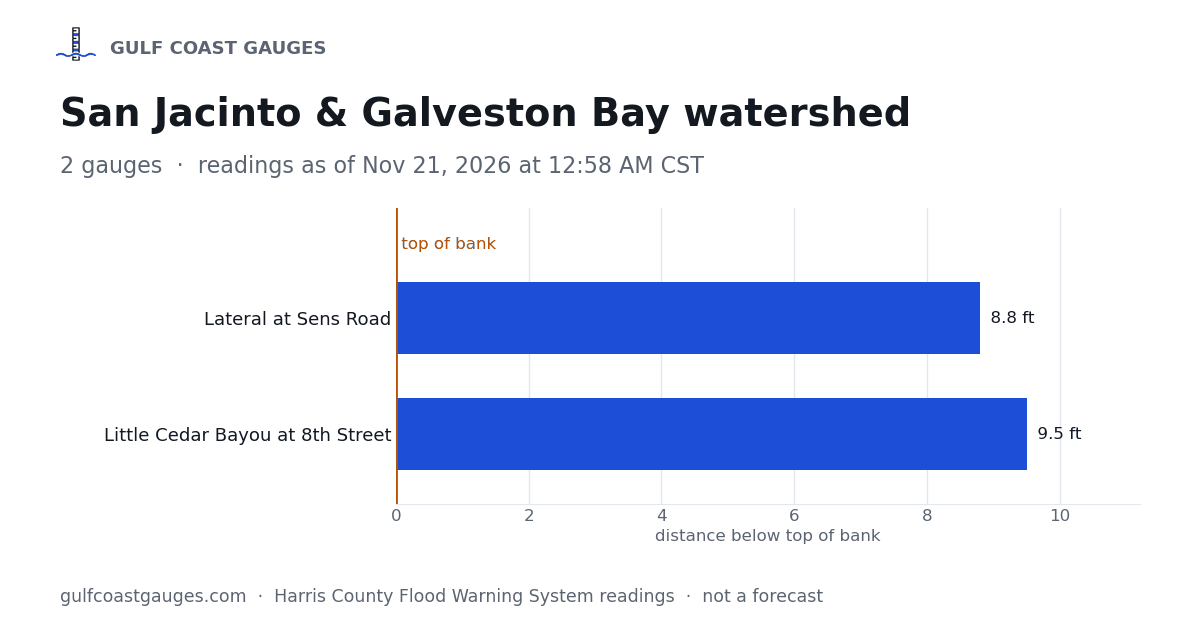 GULF COAST GAUGES
San Jacinto & Galveston Bay watershed
2 gauges · readings as of Nov 21, 2026 at 12:58 AM CST
top of bank
Lateral at Sens Road
8.8 ft
Little Cedar Bayou at 8th Street
9.5 ft
0 2 4 6 8 10
distance below top of bank
gulfcoastgauges.com · Harris County Flood Warning System readings · not a forecast